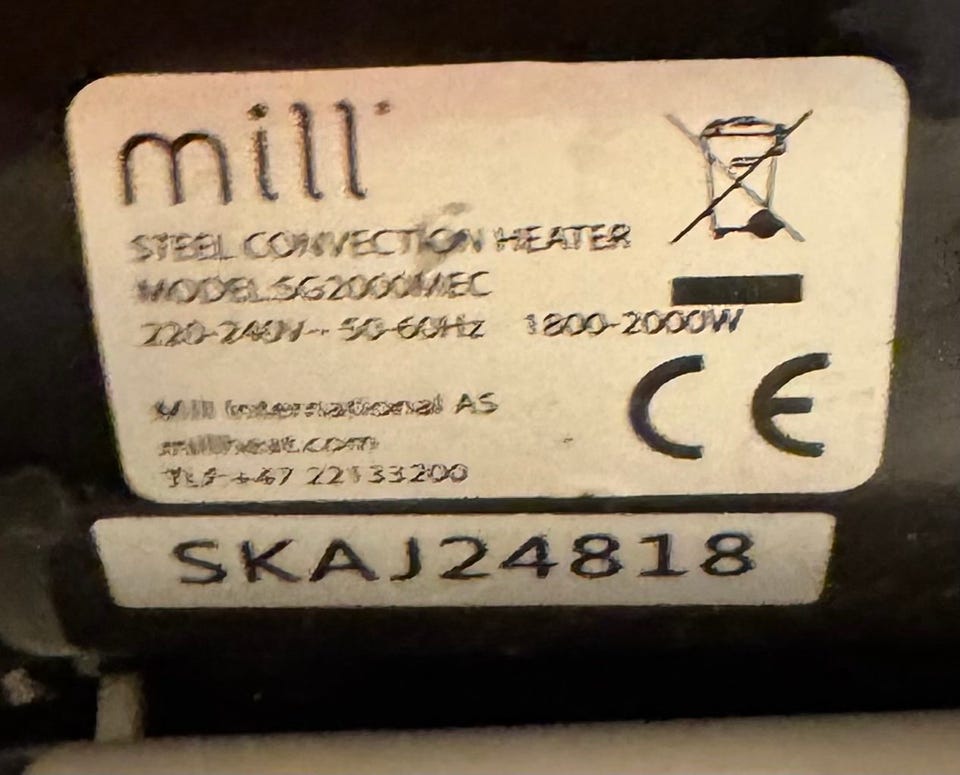 mill
STEEL CONVECTION HEATER
MODEL SG2000MEC
220-240V~ 50-60Hz 1800-2000W
CE
Mill International AS
millheat.com
TLF +47 22133200
SKAJ24818